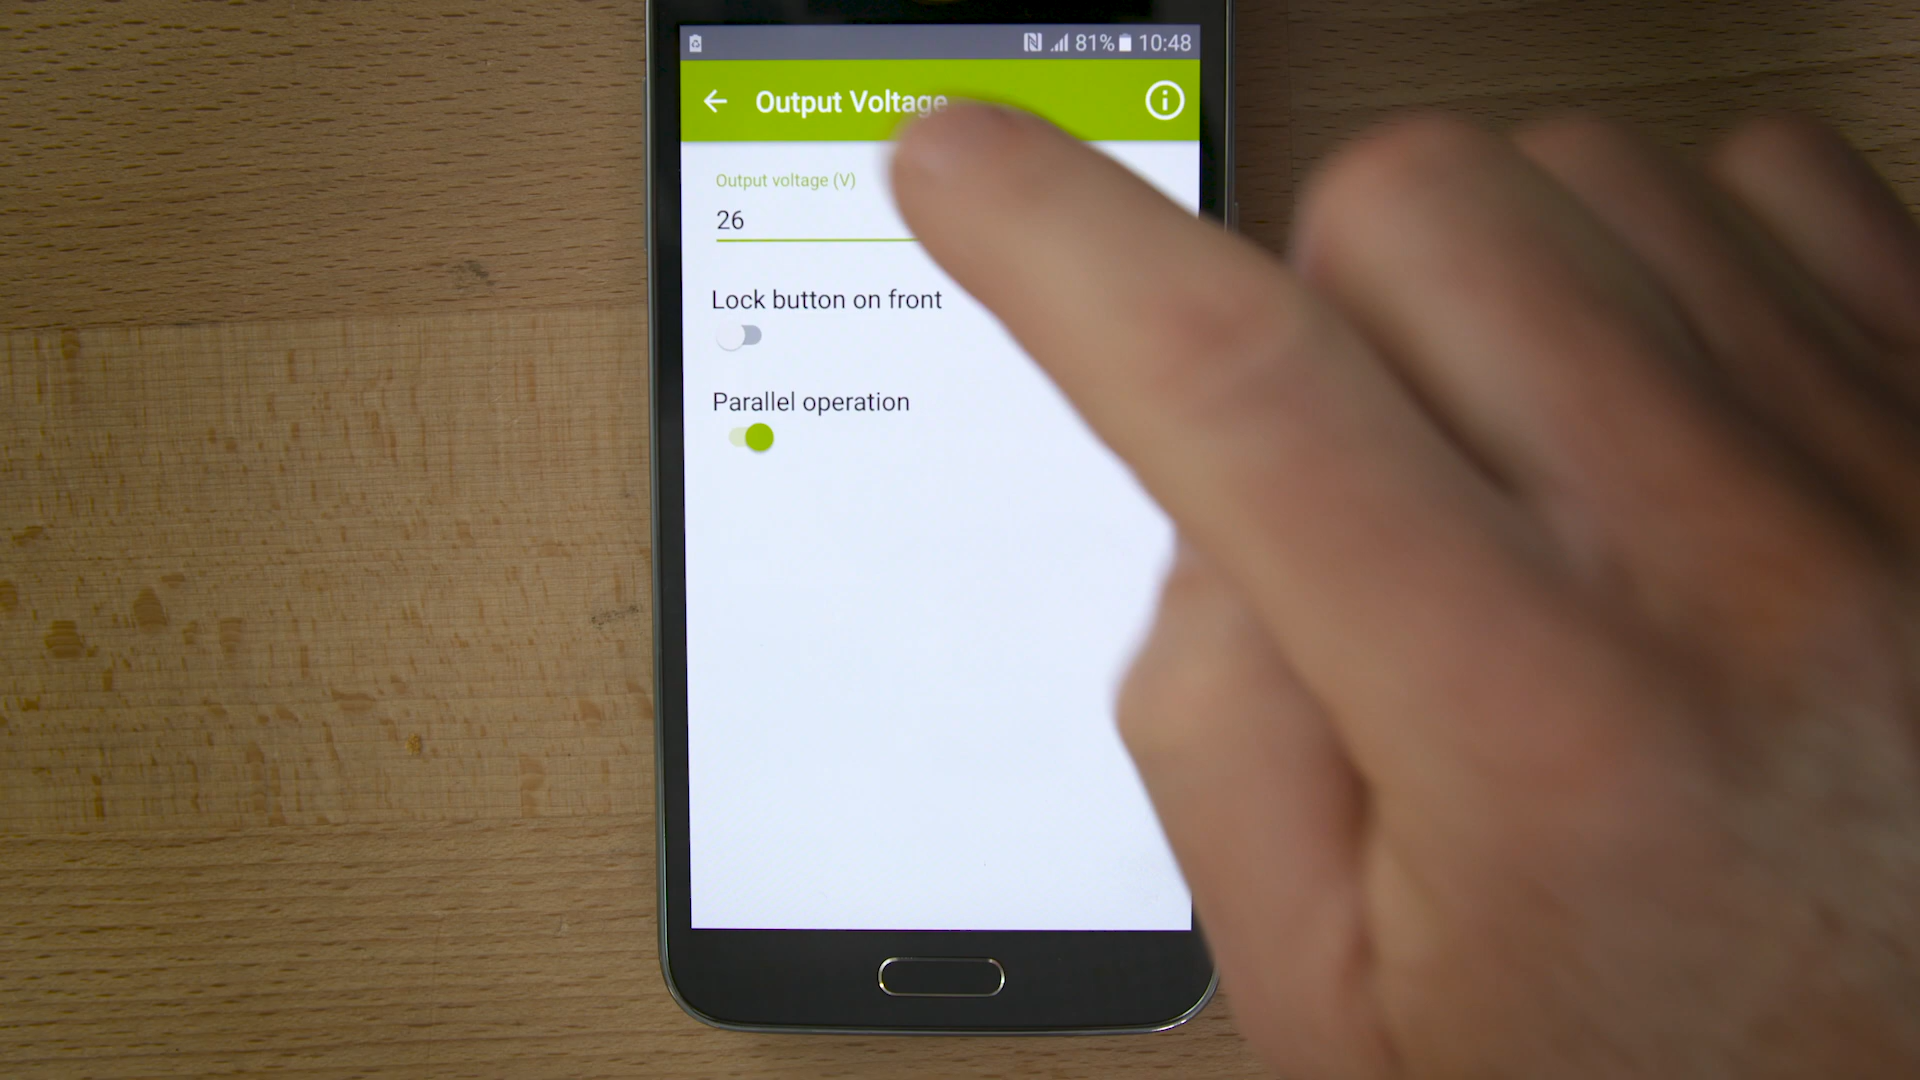 81% 10:48
Output Voltage
Output voltage (V)
26
Lock button on front
Parallel operation